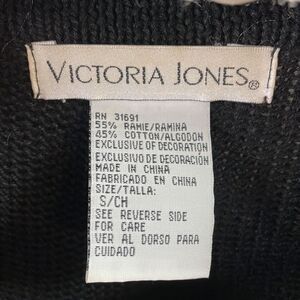 VICTORIA JONES®
RN 31691
55% RAMIE/RAMINA
45% COTTON/ALGODON
EXCLUSIVE OF DECORATION
EXCLUSIVO DE DECORACIÓN
MADE IN CHINA
FABRICADO EN CHINA
SIZE/TALLA:
S/CH
SEE REVERSE SIDE
FOR CARE
VER AL DORSO PARA
CUIDADO